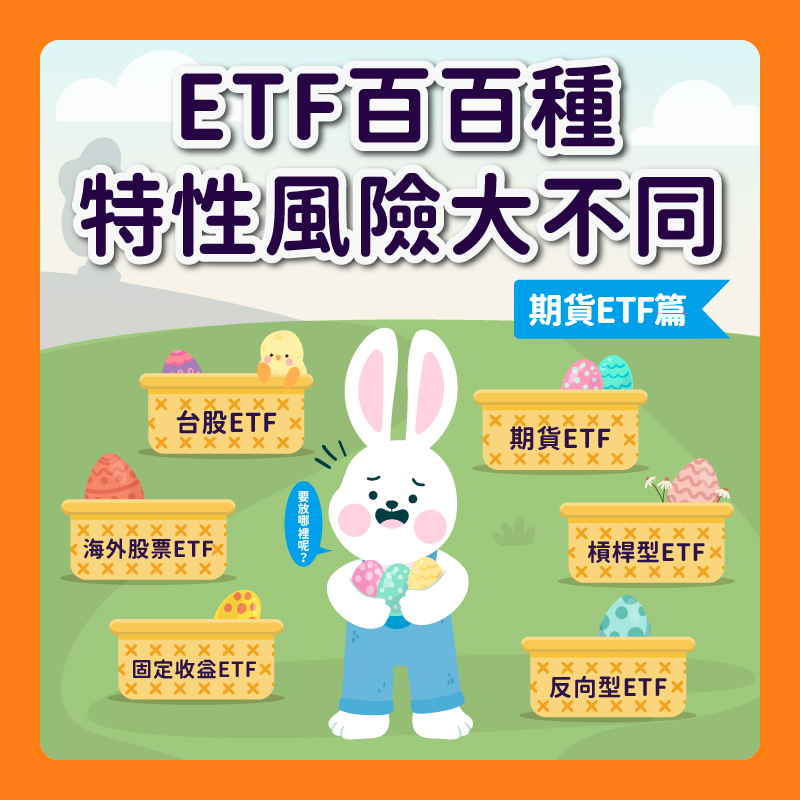 ETF百百種
特性風險大不同
期貨ETF篇
台股ETF
期貨ETF
要放哪裡呢？
海外股票ETF
槓桿型ETF
固定收益ETF
反向型ETF